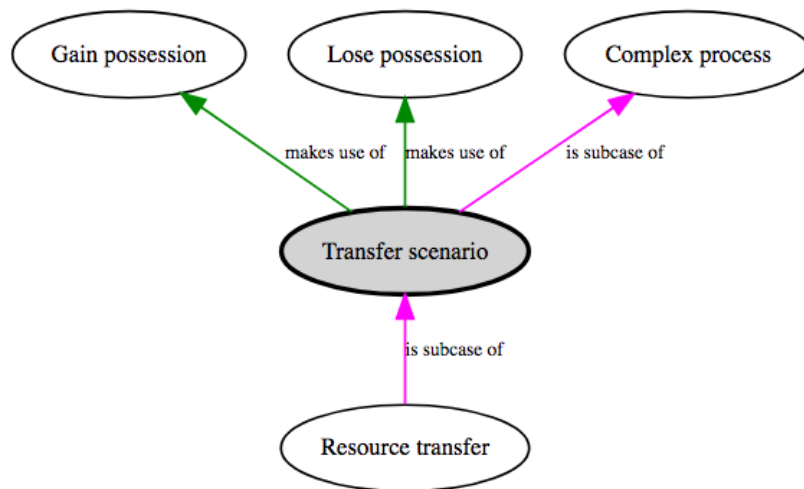 Gain possession
Lose possession
Complex process
makes use of
makes use of
is subcase of
Transfer scenario
is subcase of
Resource transfer